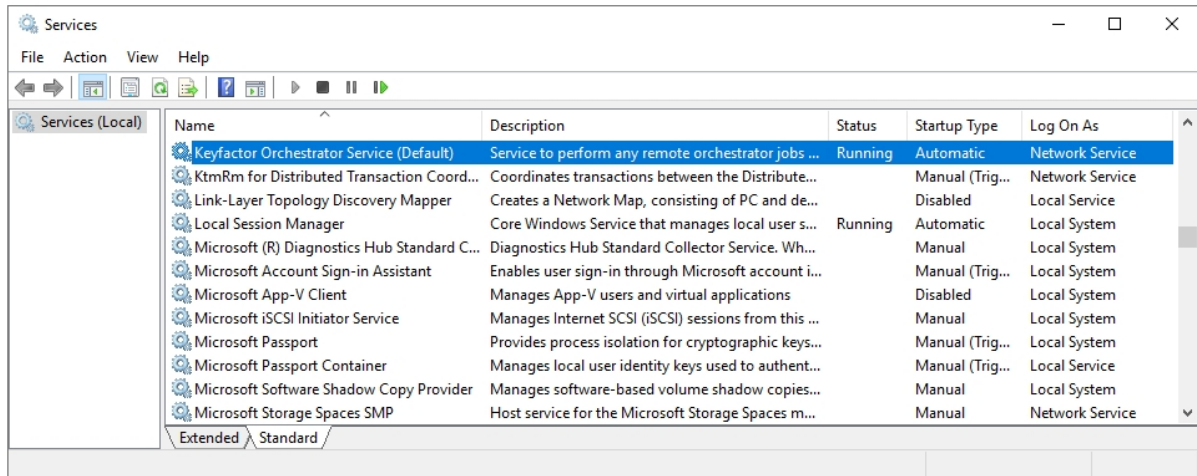 Services
File Action View Help
Services (Local)
Name Description Status Startup Type Log On As
Keyfactor Orchestrator Service (Default) Service to perform any remote orchestrator jobs ... Running Automatic Network Service
KtmRm for Distributed Transaction Coord... Coordinates transactions between the Distribute... Manual (Trig... Network Service
Link-Layer Topology Discovery Mapper Creates a Network Map, consisting of PC and de... Disabled Local Service
Local Session Manager Core Windows Service that manages local user s... Running Automatic Local System
Microsoft (R) Diagnostics Hub Standard C... Diagnostics Hub Standard Collector Service. Wh... Manual Local System
Microsoft Account Sign-in Assistant Enables user sign-in through Microsoft account i... Manual (Trig... Local System
Microsoft App-V Client Manages App-V users and virtual applications Disabled Local System
Microsoft iSCSI Initiator Service Manages Internet SCSI (iSCSI) sessions from this ... Manual Local System
Microsoft Passport Provides process isolation for cryptographic keys... Manual (Trig... Local System
Microsoft Passport Container Manages local user identity keys used to authent... Manual (Trig... Local Service
Microsoft Software Shadow Copy Provider Manages software-based volume shadow copies... Manual Local System
Microsoft Storage Spaces SMP Host service for the Microsoft Storage Spaces m... Manual Network Service
Extended Standard